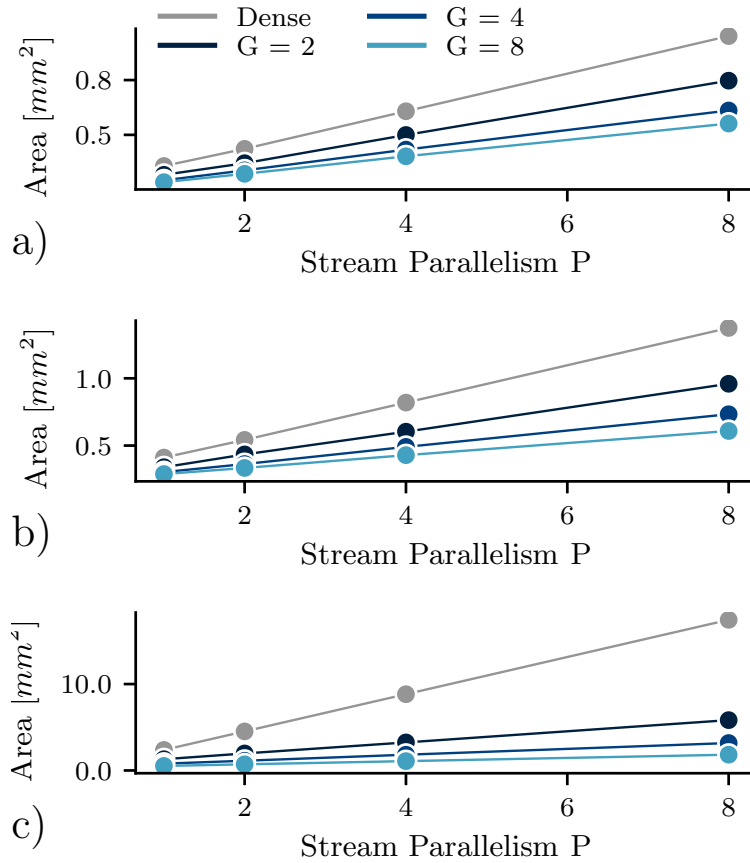 Dense
G = 4
G = 2
G = 8
Area [mm²]
0.8
0.5
2
4
6
8
Stream Parallelism P
a)
Area [mm²]
1.0
0.5
2
4
6
8
Stream Parallelism P
b)
Area [mm²]
10.0
0.0
2
4
6
8
Stream Parallelism P
c)